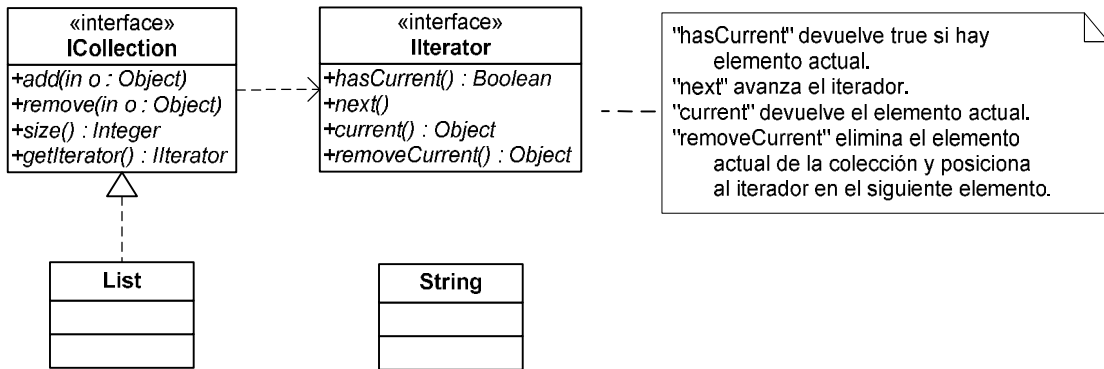 «interface»
ICollection
+add(in o : Object)
+remove(in o : Object)
+size() : Integer
+getIterator() : IIterator
«interface»
IIterator
+hasCurrent() : Boolean
+next()
+current() : Object
+removeCurrent() : Object
"hasCurrent" devuelve true si hay
elemento actual.
"next" avanza el iterador.
"current" devuelve el elemento actual.
"removeCurrent" elimina el elemento
actual de la colección y posiciona
al iterador en el siguiente elemento.
List
String